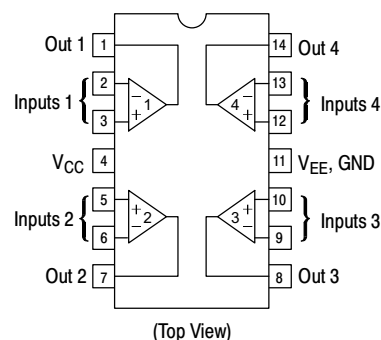 Out 1 1 14 Out 4
Inputs 1 { 2 − 1 4 − 13 } Inputs 4
3 + + 12
VCC 4 11 VEE, GND
Inputs 2 { 5 + 2 3 + 10 } Inputs 3
6 − − 9
Out 2 7 8 Out 3
(Top View)